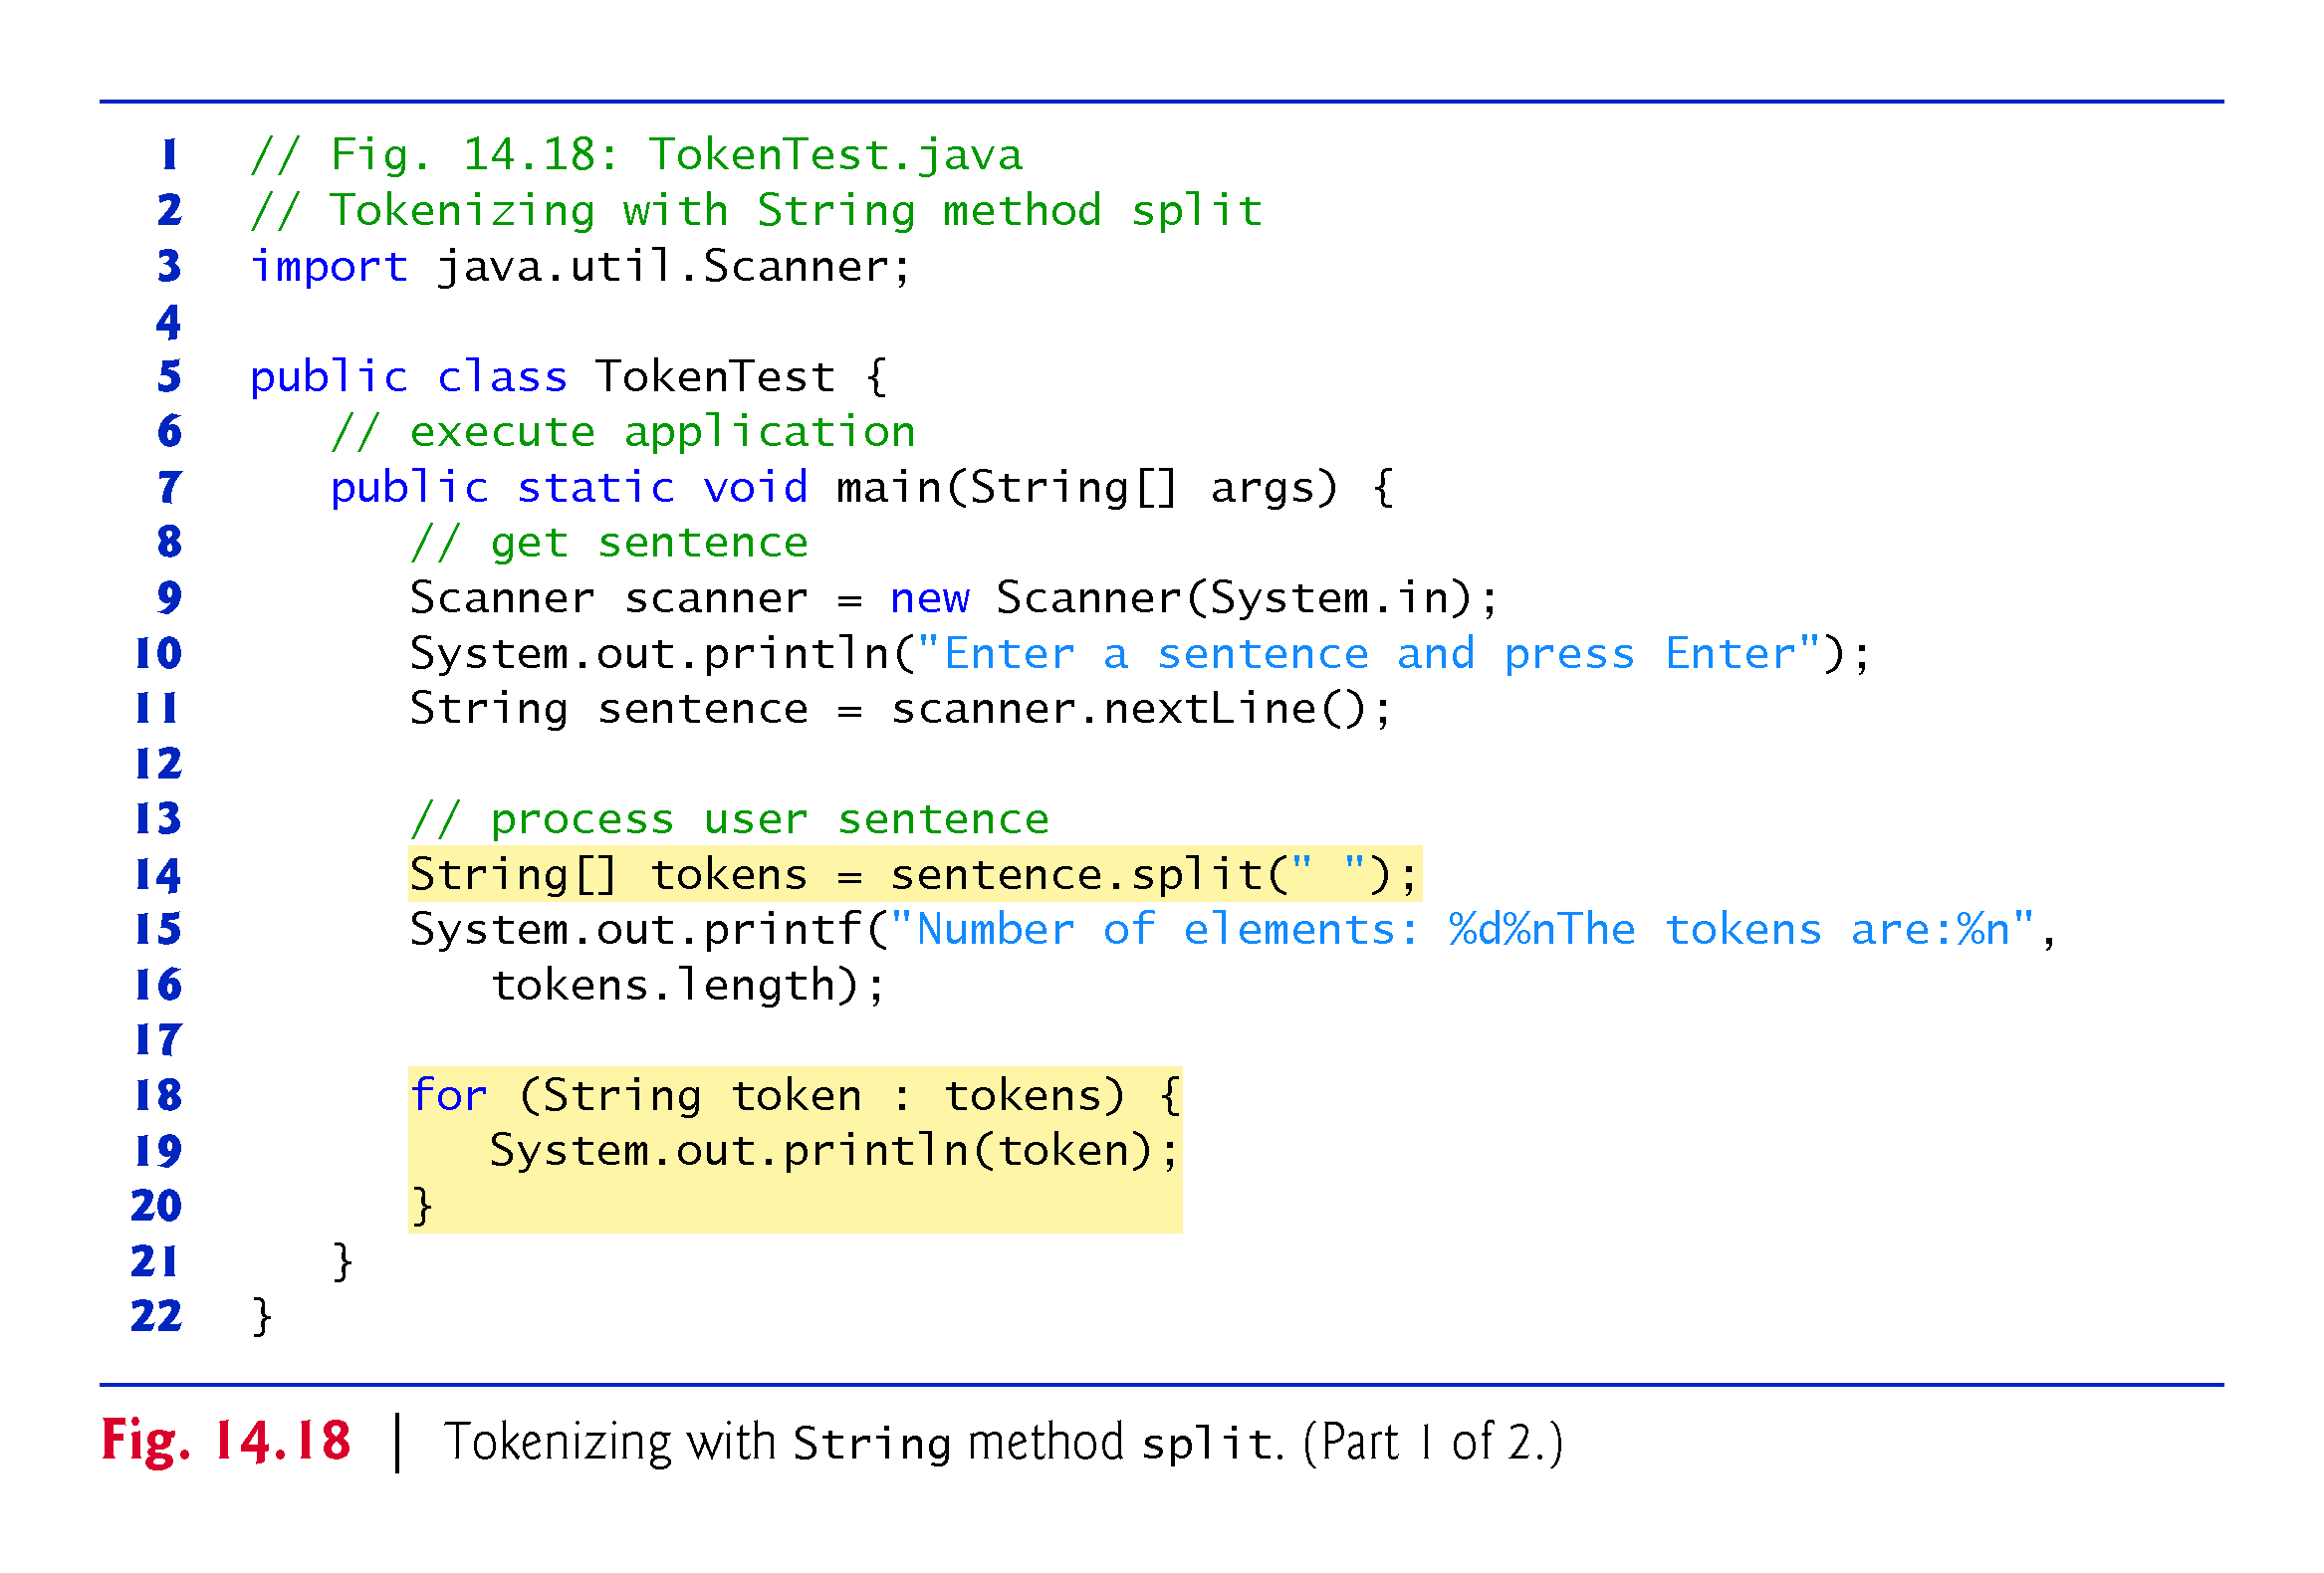 1 // Fig. 14.18: TokenTest.java
2 // Tokenizing with String method split
3 import java.util.Scanner;
4
5 public class TokenTest {
6    // execute application
7    public static void main(String[] args) {
8       // get sentence
9       Scanner scanner = new Scanner(System.in);
10       System.out.println("Enter a sentence and press Enter");
11       String sentence = scanner.nextLine();
12
13       // process user sentence
14       String[] tokens = sentence.split(" ");
15       System.out.printf("Number of elements: %d%nThe tokens are:%n",
16          tokens.length);
17
18       for (String token : tokens) {
19          System.out.println(token);
20       }
21    }
22 }
Fig. 14.18 | Tokenizing with String method split. (Part 1 of 2.)